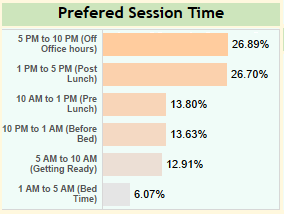 Prefered Session Time
5 PM to 10 PM (Off
Office hours)
26.89%
1 PM to 5 PM (Post
Lunch)
26.70%
10 AM to 1 PM (Pre
Lunch)
13.80%
10 PM to 1 AM (Before
Bed)
13.63%
5 AM to 10 AM
(Getting Ready)
12.91%
1 AM to 5 AM (Bed
Time)
6.07%